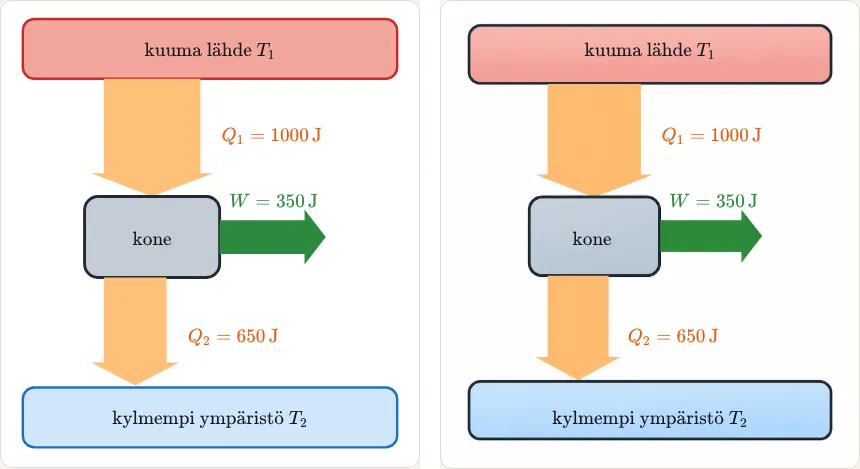 kuuma lähde T₁
Q₁ = 1000 J
W = 350 J
kone
Q₂ = 650 J
kylmempi ympäristö T₂
kuuma lähde T₁
Q₁ = 1000 J
W = 350 J
kone
Q₂ = 650 J
kylmempi ympäristö T₂